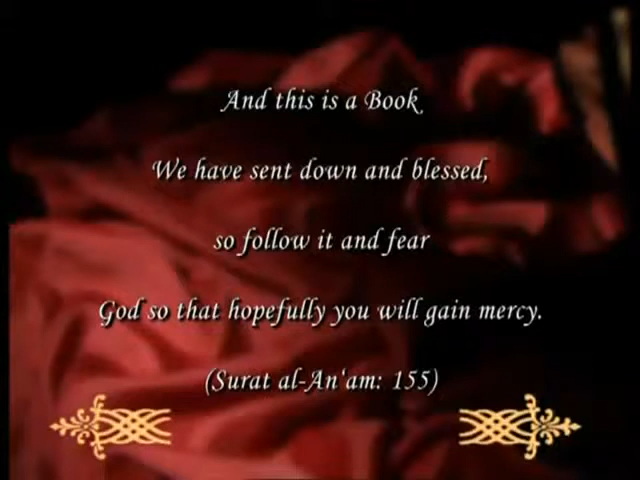 And this is a Book
We have sent down and blessed,
so follow it and fear
God so that hopefully you will gain mercy.
(Surat al-An‘am: 155)